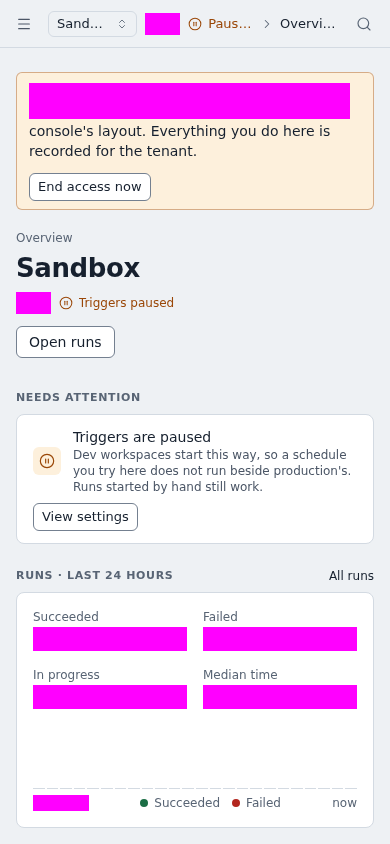 Sand…
Paus…
Overvi…
console's layout. Everything you do here is
recorded for the tenant.
End access now
Overview
Sandbox
Triggers paused
Open runs
NEEDS ATTENTION
Triggers are paused
Dev workspaces start this way, so a schedule
you try here does not run beside production's.
Runs started by hand still work.
View settings
RUNS · LAST 24 HOURS
All runs
Succeeded
Failed
In progress
Median time
Succeeded
Failed
now